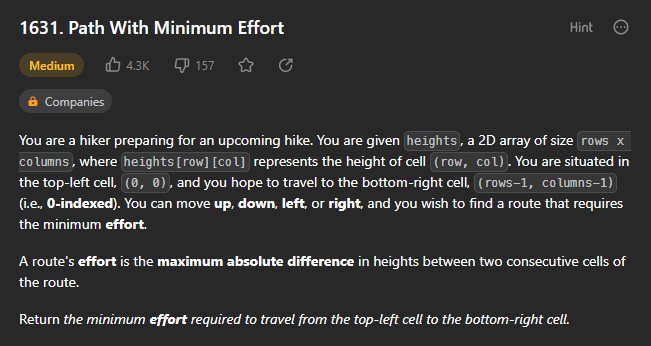 1631. Path With Minimum Effort
Hint
Medium
4.3K
157
Companies
You are a hiker preparing for an upcoming hike. You are given heights, a 2D array of size rows x
columns, where heights[row][col] represents the height of cell (row, col). You are situated in
the top-left cell, (0, 0), and you hope to travel to the bottom-right cell, (rows-1, columns-1)
(i.e., 0-indexed). You can move up, down, left, or right, and you wish to find a route that requires
the minimum effort.
A route's effort is the maximum absolute difference in heights between two consecutive cells of
the route.
Return the minimum effort required to travel from the top-left cell to the bottom-right cell.